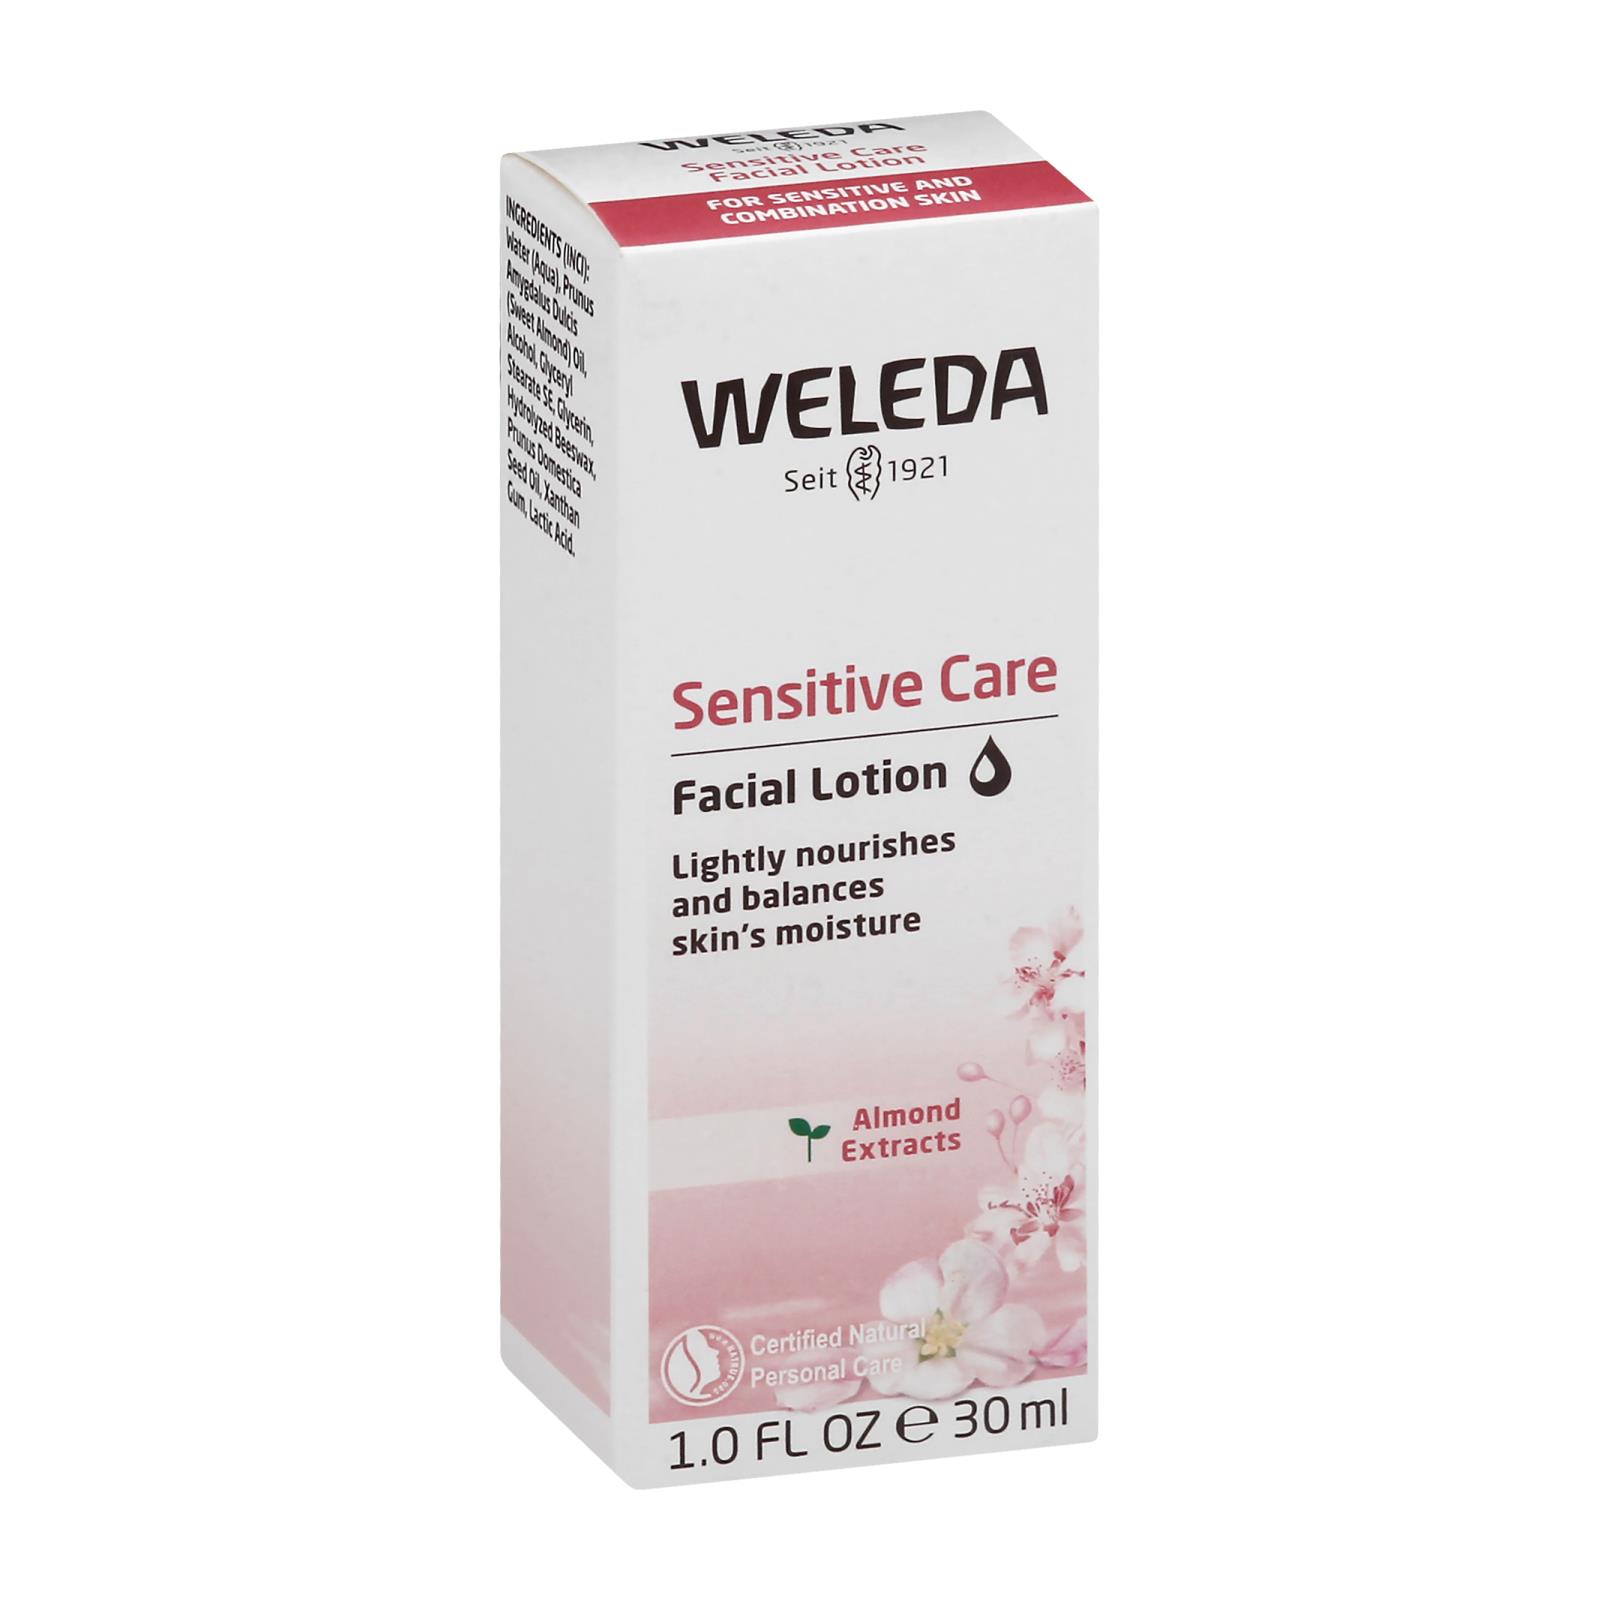 WELEDA
Seit 1921
Sensitive Care
Facial Lotion
FOR SENSITIVE AND
COMBINATION SKIN
INGREDIENTS (INCI):
Water (Aqua), Prunus
Amygdalus Dulcis
(Sweet Almond) Oil,
Alcohol, Glyceryl
Stearate SE, Glycerin,
Hydrolyzed Beeswax,
Prunus Domestica
Seed Oil, Xanthan
Gum, Lactic Acid.
WELEDA
Seit 1921
Sensitive Care
Facial Lotion
Lightly nourishes
and balances
skin's moisture
Almond
Extracts
Certified Natural
Personal Care
1.0 FL OZ ℮ 30 ml